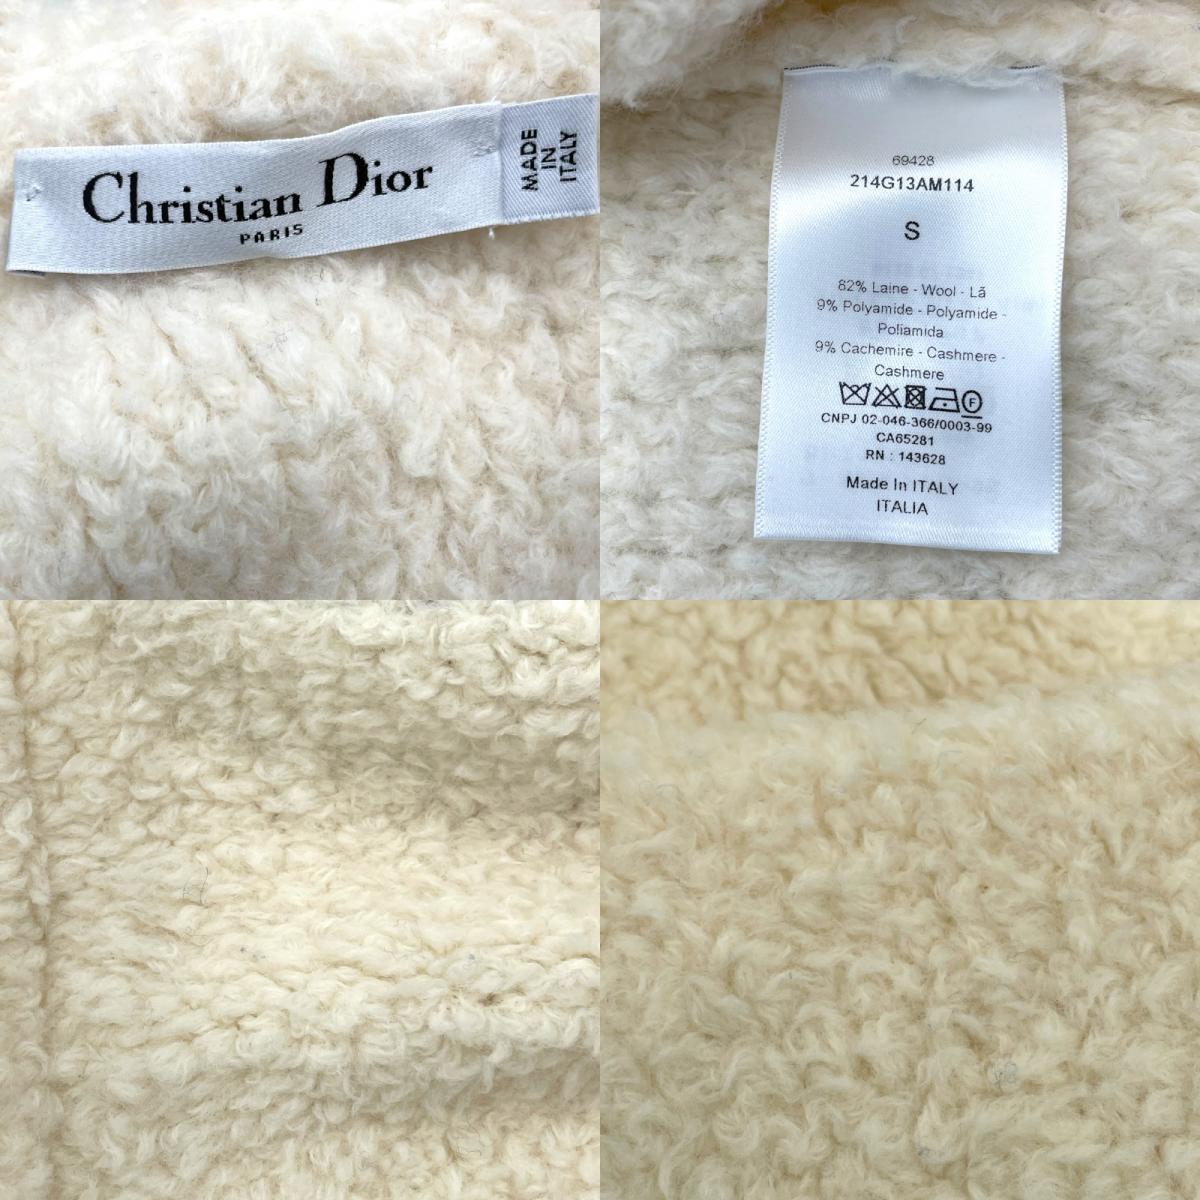 Christian Dior
PARIS
MADE
IN
ITALY
69428
214G13AM114
S
82% Laine - Wool - Lã
9% Polyamide - Polyamide -
Poliamida
9% Cachemire - Cashmere -
Cashmere
F
CNPJ 02-046-366/0003-99
CA65281
RN : 143628
Made In ITALY
ITALIA